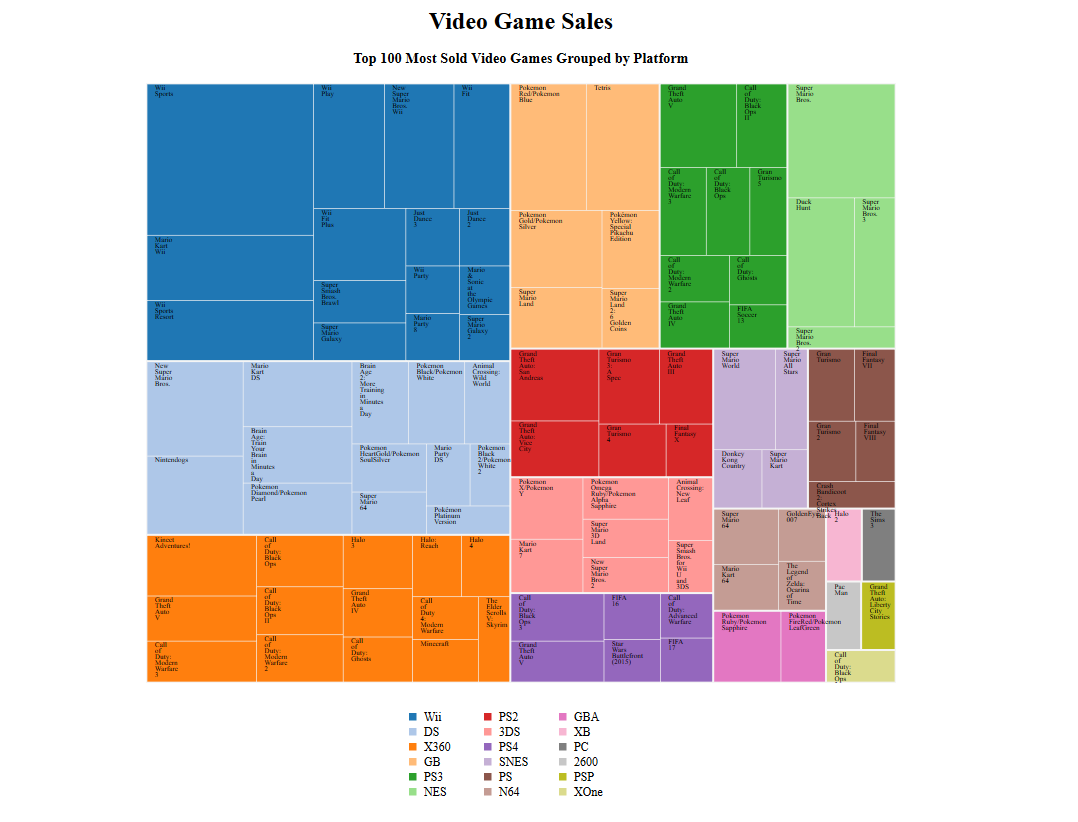 Video Game Sales
Top 100 Most Sold Video Games Grouped by Platform
Wii
Sports
Mario
Kart
Wii
Wii
Sports
Resort
Wii
Play
New
Super
Mario
Bros.
Wii
Wii
Fit
Wii
Fit
Plus
Super
Smash
Bros.
Brawl
Super
Mario
Galaxy
Just
Dance
3
Just
Dance
2
Wii
Party
Mario
Party
8
Mario
&
Sonic
at
the
Olympic
Games
Super
Mario
Galaxy
2
New
Super
Mario
Bros.
Nintendogs
Mario
Kart
DS
Brain
Age:
Train
Your
Brain
in
Minutes
a
Day
Pokemon
Diamond/Pokemon
Pearl
Brain
Age
2:
More
Training
in
Minutes
a
Day
Pokemon
Black/Pokemon
White
Animal
Crossing:
Wild
World
Pokemon
HeartGold/Pokemon
SoulSilver
Super
Mario
64
Mario
Party
DS
Pokemon
Black
2/Pokemon
White
2
Pokémon
Platinum
Version
Kinect
Adventures!
Grand
Theft
Auto
V
Call
of
Duty:
Modern
Warfare
3
Call
of
Duty:
Black
Ops
Call
of
Duty:
Black
Ops
II
Call
of
Duty:
Modern
Warfare
2
Halo
3
Grand
Theft
Auto
IV
Call
of
Duty:
Ghosts
Halo:
Reach
Halo
4
Call
of
Duty
4:
Modern
Warfare
Minecraft
The
Elder
Scrolls
V:
Skyrim
Pokemon
Red/Pokemon
Blue
Tetris
Pokemon
Gold/Pokemon
Silver
Super
Mario
Land
Pokémon
Yellow:
Special
Pikachu
Edition
Super
Mario
Land
2:
6
Golden
Coins
Grand
Theft
Auto
V
Call
of
Duty:
Black
Ops
II
Call
of
Duty:
Modern
Warfare
3
Call
of
Duty:
Black
Ops
Gran
Turismo
5
Call
of
Duty:
Modern
Warfare
2
Grand
Theft
Auto
IV
Call
of
Duty:
Ghosts
FIFA
Soccer
13
Super
Mario
Bros.
Duck
Hunt
Super
Mario
Bros.
3
Super
Mario
Bros.
2
Grand
Theft
Auto:
San
Andreas
Grand
Theft
Auto:
Vice
City
Gran
Turismo
3:
A
Spec
Grand
Theft
Auto
III
Gran
Turismo
4
Final
Fantasy
X
Pokemon
X/Pokemon
Y
Mario
Kart
7
Pokemon
Omega
Ruby/Pokemon
Alpha
Sapphire
Super
Mario
3D
Land
New
Super
Mario
Bros.
2
Animal
Crossing:
New
Leaf
Super
Smash
Bros.
for
Wii
U
and
3DS
Call
of
Duty:
Black
Ops
3
Grand
Theft
Auto
V
FIFA
16
Star
Wars
Battlefront
(2015)
Call
of
Duty:
Advanced
Warfare
FIFA
17
Super
Mario
World
Super
Mario
All
Stars
Donkey
Kong
Country
Super
Mario
Kart
Gran
Turismo
Final
Fantasy
VII
Gran
Turismo
2
Final
Fantasy
VIII
Crash
Bandicoot
2:
Cortex
Strikes
Back
Super
Mario
64
Mario
Kart
64
GoldenEye
007
The
Legend
of
Zelda:
Ocarina
of
Time
Pokemon
Ruby/Pokemon
Sapphire
Pokemon
FireRed/Pokemon
LeafGreen
Halo
2
The
Sims
3
Pac
Man
Grand
Theft
Auto:
Liberty
City
Stories
Call
of
Duty:
Black
Ops
3
Wii
DS
X360
GB
PS3
NES
PS2
3DS
PS4
SNES
PS
N64
GBA
XB
PC
2600
PSP
XOne